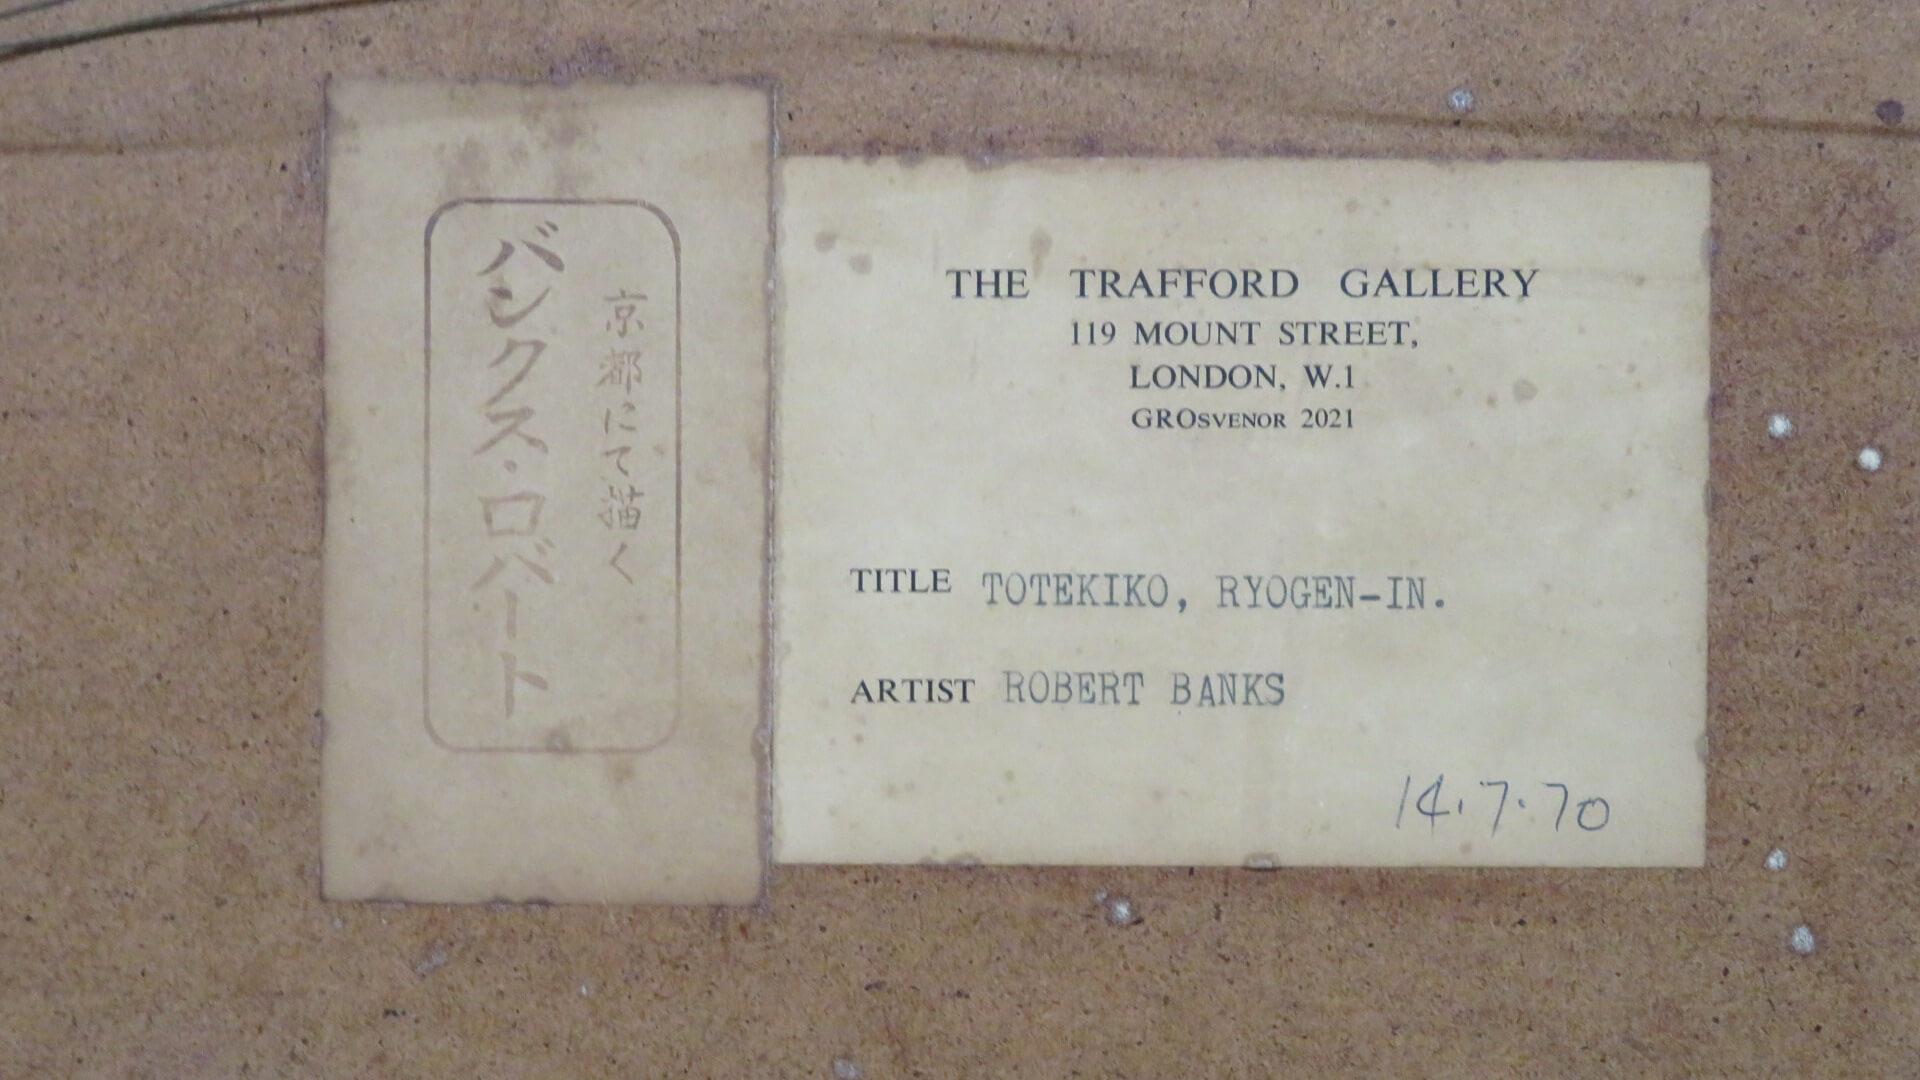 京都にて描く
バンクス・ロバート
THE TRAFFORD GALLERY
119 MOUNT STREET,
LONDON, W.1
GROSVENOR 2021
TITLE TOTEKIKO, RYOGEN-IN.
ARTIST ROBERT BANKS
14.7.70